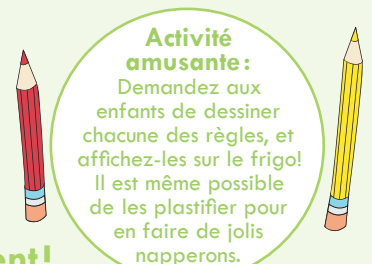 Activité
amusante :
Demandez aux
enfants de dessiner
chacune des règles, et
affichez-les sur le frigo!
Il est même possible
de les plastifier pour
en faire de jolis
napperons.